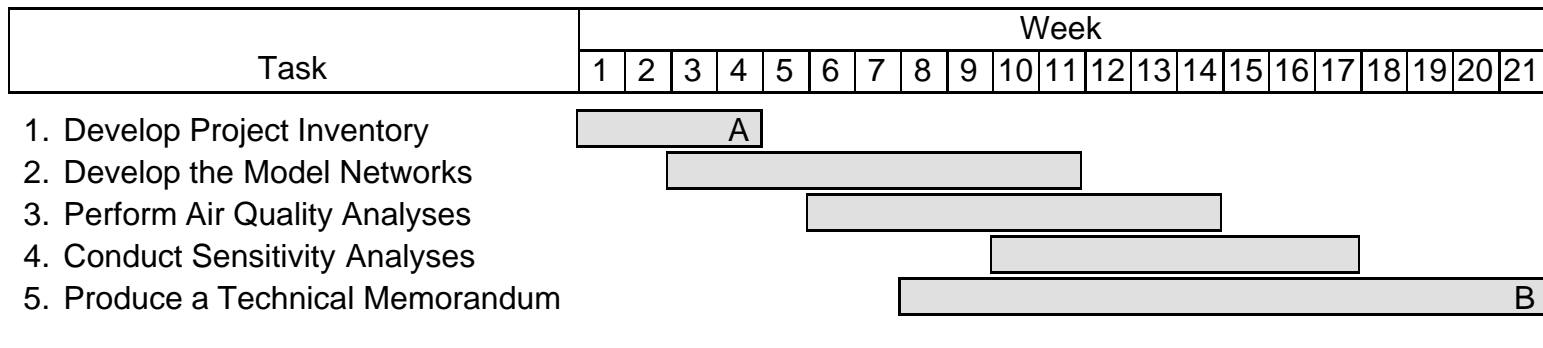 Week
Task 1 2 3 4 5 6 7 8 9 10 11 12 13 14 15 16 17 18 19 20 21
1. Develop Project Inventory A
2. Develop the Model Networks
3. Perform Air Quality Analyses
4. Conduct Sensitivity Analyses
5. Produce a Technical Memorandum B